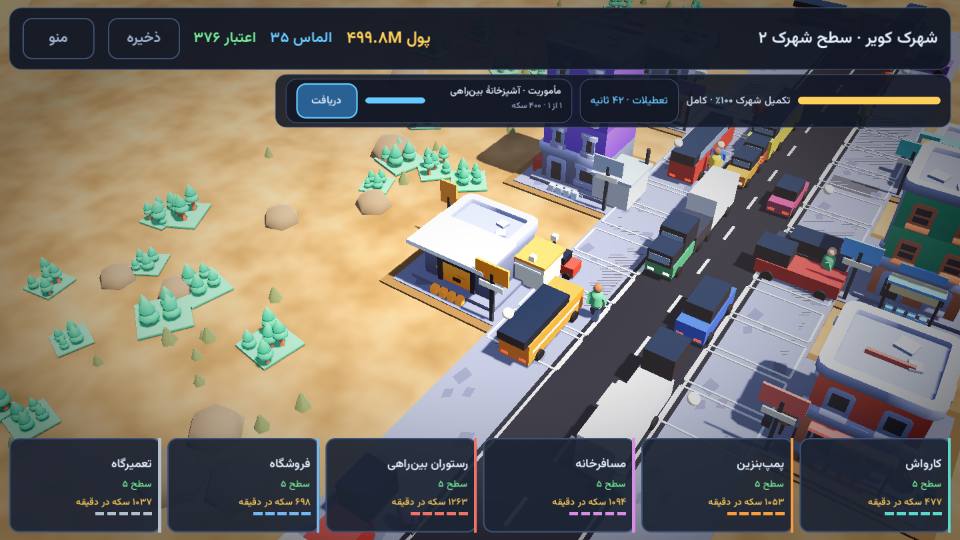 شهرک کویر · سطح شهرک ۲
پول ۴۹۹.۸M
الماس ۳۵
اعتبار ۳۷۶
ذخیره
منو
تکمیل شهرک ۱۰۰٪ · کامل
تعطیلات · ۴۲ ثانیه
مأموریت · آشپزخانهٔ بین‌راهی
۱ از ۱ · ۴۰۰ سکه
دریافت
کارواش
سطح ۵
۴۷۷ سکه در دقیقه
پمپ‌بنزین
سطح ۵
۱۰۵۳ سکه در دقیقه
مسافرخانه
سطح ۵
۱۰۹۴ سکه در دقیقه
رستوران بین‌راهی
سطح ۵
۱۲۶۳ سکه در دقیقه
فروشگاه
سطح ۵
۶۹۸ سکه در دقیقه
تعمیرگاه
سطح ۵
۱۰۳۷ سکه در دقیقه